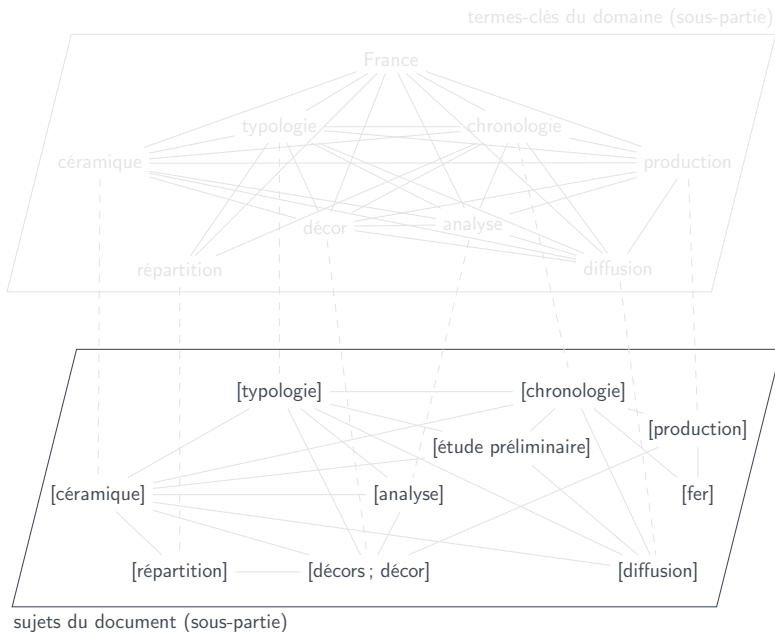 termes-clés du domaine (sous-partie)
France
typologie
chronologie
céramique
production
décor
analyse
répartition
diffusion
[typologie]
[chronologie]
[production]
[étude préliminaire]
[céramique]
[analyse]
[fer]
[répartition]
[décors ; décor]
[diffusion]
sujets du document (sous-partie)